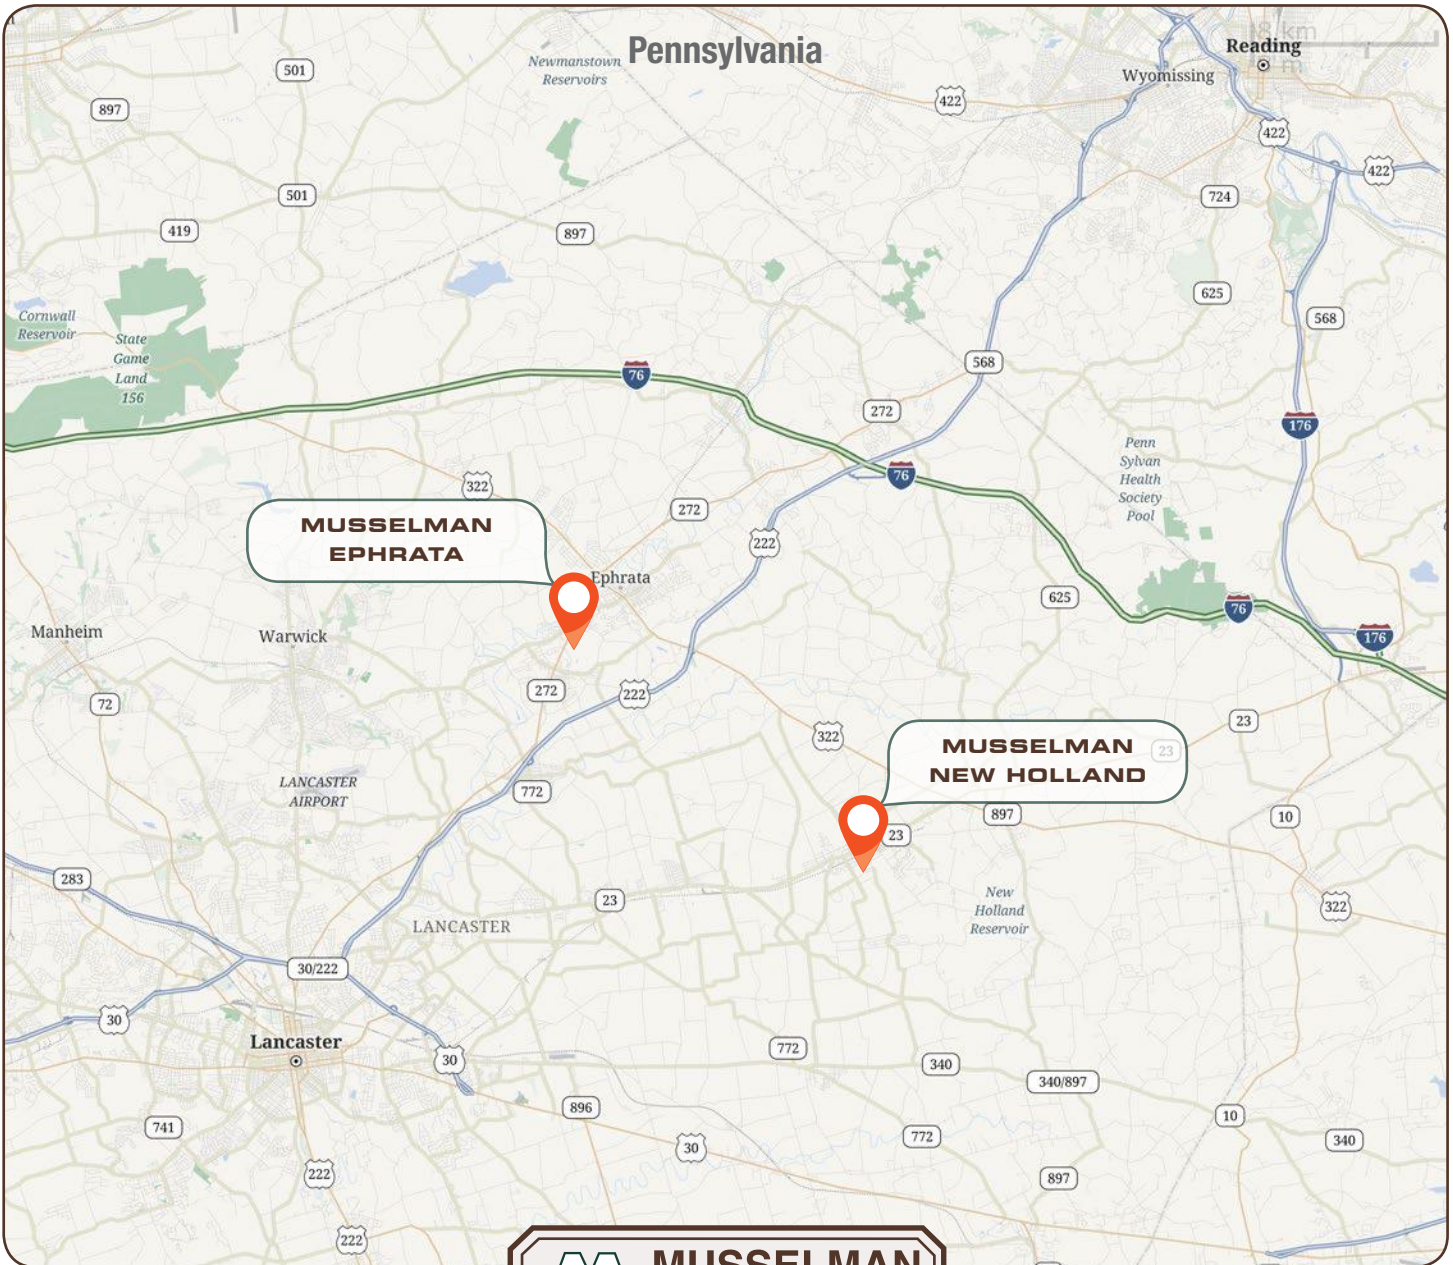 Pennsylvania
8 km
Reading
Newmanstown
Reservoirs
Wyomissing
501
897
422
422
422
501
724
419
897
625
Cornwall
Reservoir
568
State
Game
Land
156
568
76
272
176
Penn
Sylvan
Health
Society
Pool
76
322
272
MUSSELMAN
EPHRATA
222
Ephrata
625
76
Manheim
Warwick
176
272
222
72
23
322
MUSSELMAN
NEW HOLLAND
23
LANCASTER
AIRPORT
772
897
10
23
283
23
New
Holland
Reservoir
322
LANCASTER
30/222
30
Lancaster
772
30
340
340/897
896
10
741
772
340
30
222
897
222
MUSSELMAN